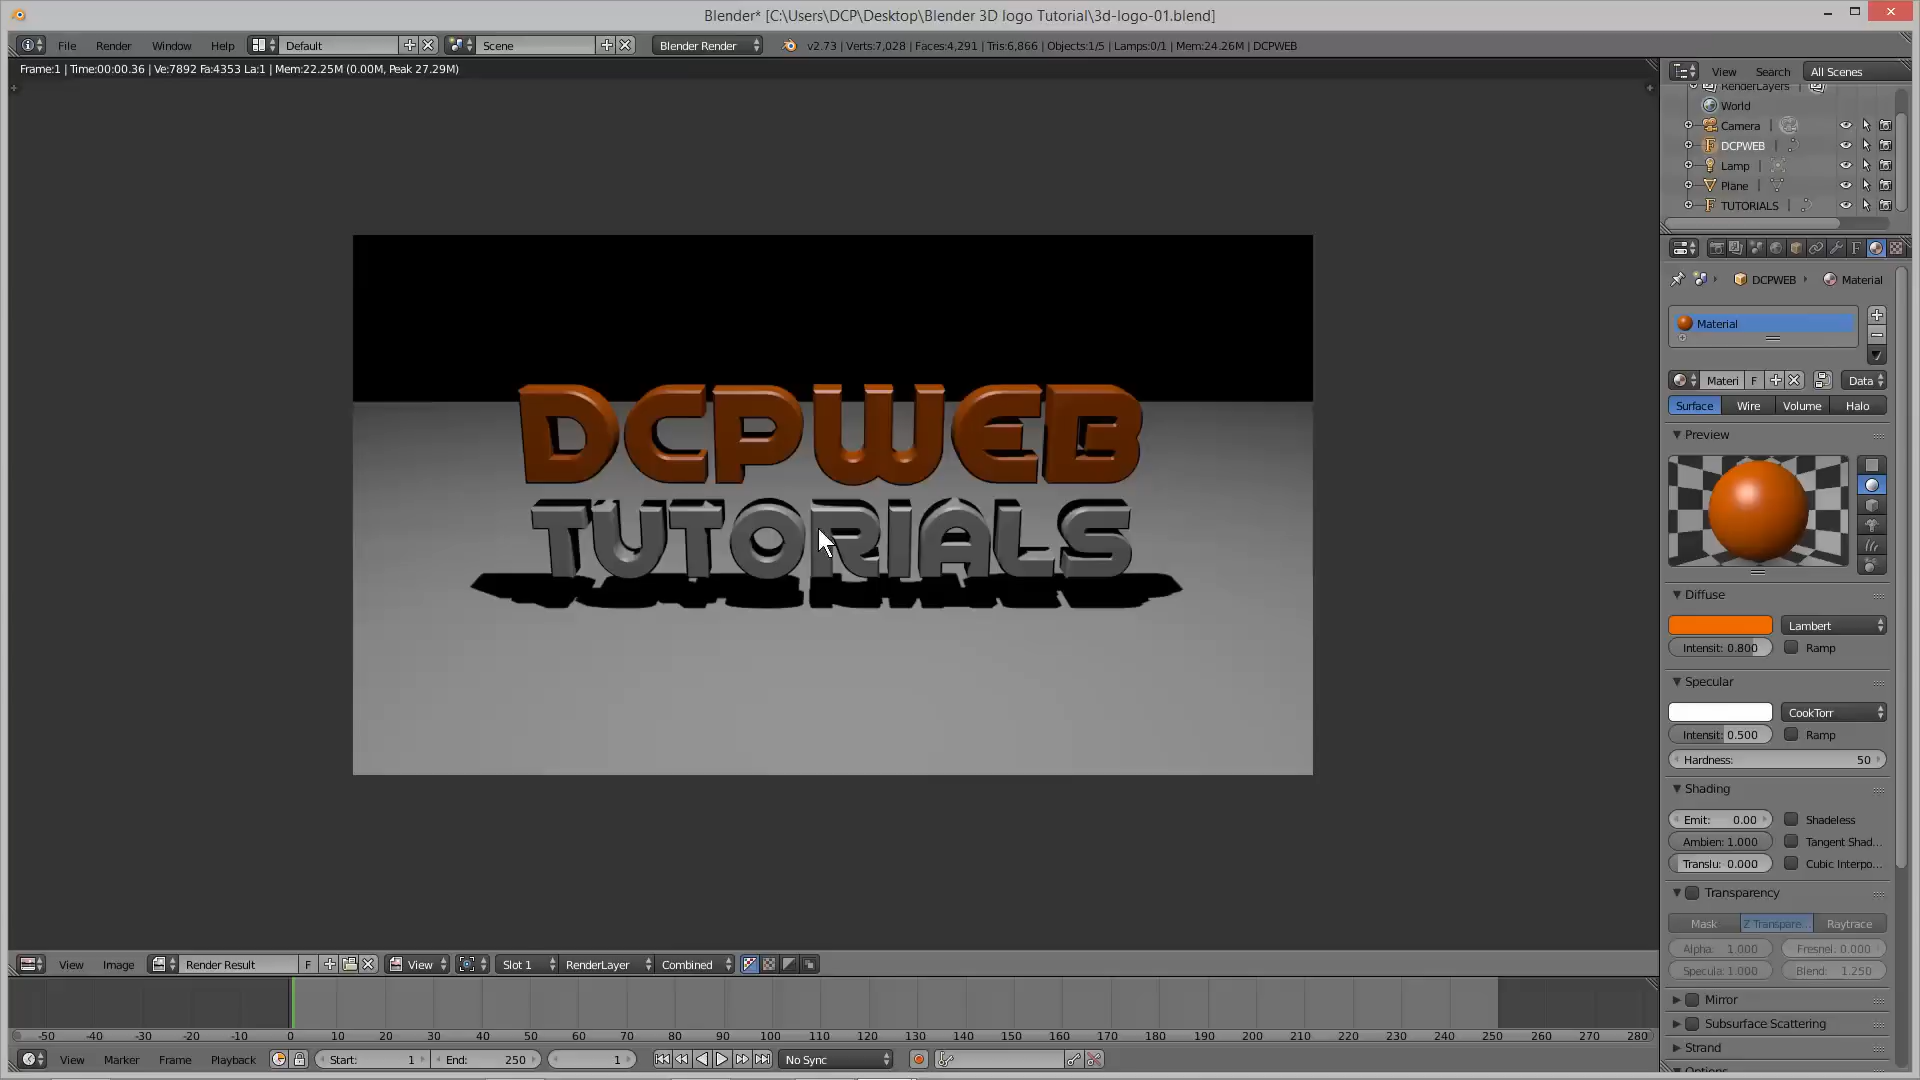 Blender* [C:\Users\DCP\Desktop\Blender 3D logo Tutorial\3d-logo-01.blend]
File Render Window Help Default Scene Blender Render v2.73 | Verts:7,028 | Faces:4,291 | Tris:6,866 | Objects:1/5 | Lamps:0/1 | Mem:24.26M | DCPWEB
Frame:1 | Time:00:00.36 | Ve:7892 Fa:4353 La:1 | Mem:22.25M (0.00M, Peak 27.29M)
View Search All Scenes
RenderLayers
World
Camera
DCPWEB
Lamp
Plane
TUTORIALS
DCPWEB Material
Material
Materi F Data
Surface Wire Volume Halo
Preview
DCPWEB
TUTORIALS
Diffuse
Lambert
Intensit: 0.800 Ramp
Specular
CookTorr
Intensit: 0.500 Ramp
Hardness: 50
Shading
Emit: 0.00 Shadeless
Ambien: 1.000 Tangent Shad...
Translu: 0.000 Cubic Interpo...
Transparency
Mask Z Transpare... Raytrace
Alpha: 1.000 Fresnel: 0.000
Specula: 1.000 Blend: 1.250
Mirror
Subsurface Scattering
Strand
Options
View Image Render Result F View Slot 1 RenderLayer Combined
-50 -40 -30 -20 -10 0 10 20 30 40 50 60 70 80 90 100 110 120 130 140 150 160 170 180 190 200 210 220 230 240 250 260 270 280
View Marker Frame Playback Start: 1 End: 250 1 No Sync